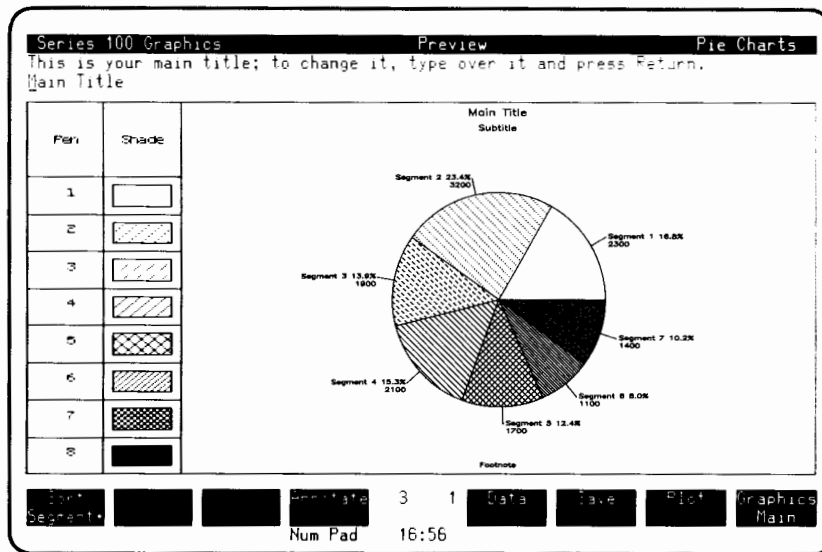 Series 100 Graphics Preview Pie Charts
This is your main title; to change it, type over it and press Return.
Main Title
Pen Shade
1
2
3
4
5
6
7
8
Main Title
Subtitle
Segment 2 23.4%
3200
Segment 1 16.8%
2300
Segment 3 13.9%
1900
Segment 7 10.2%
1400
Segment 4 15.3%
2100
Segment 6 8.0%
1100
Segment 5 12.4%
1700
Footnote
Sort Annotate 3 1 Data Save Plot Graphics
Segment* Main
Num Pad 16:56